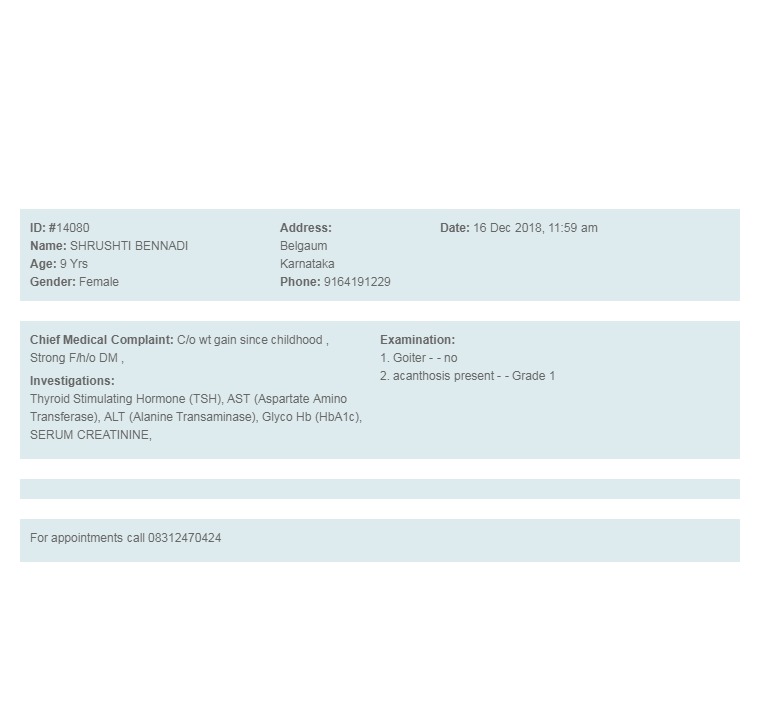 ID: #14080
Name: SHRUSHTI BENNADI
Age: 9 Yrs
Gender: Female
Address:
Belgaum
Karnataka
Phone: 9164191229
Date: 16 Dec 2018, 11:59 am
Chief Medical Complaint: C/o wt gain since childhood ,
Strong F/h/o DM ,
Investigations:
Thyroid Stimulating Hormone (TSH), AST (Aspartate Amino
Transferase), ALT (Alanine Transaminase), Glyco Hb (HbA1c),
SERUM CREATININE,
Examination:
1. Goiter - - no
2. acanthosis present - - Grade 1
For appointments call 08312470424